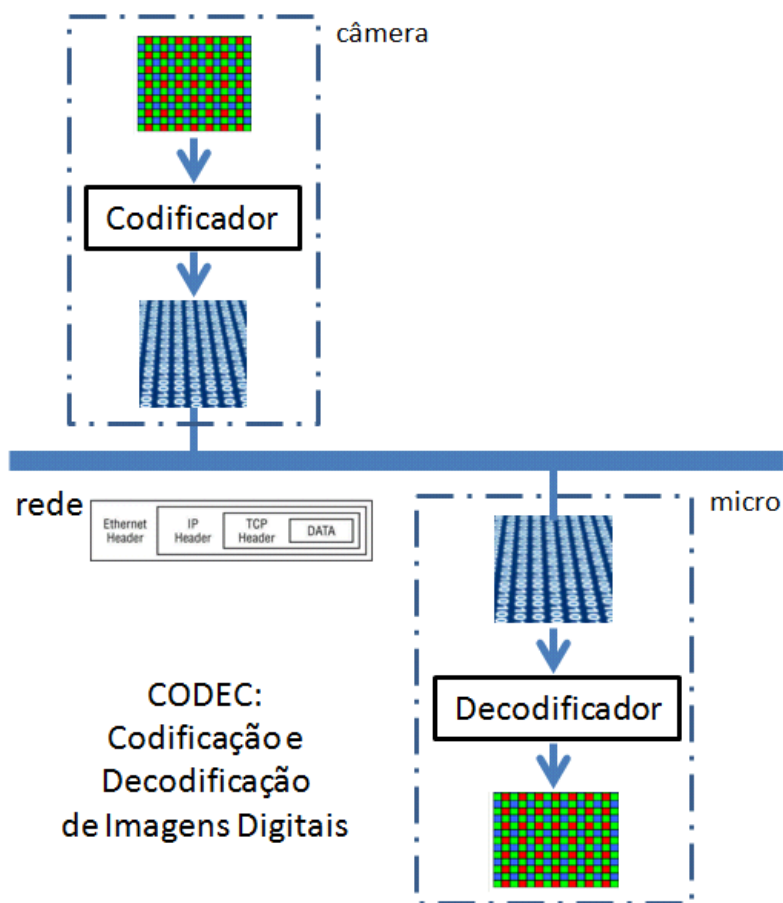 câmera
Codificador
rede
Ethernet Header
IP Header
TCP Header
DATA
micro
Decodificador
CODEC:
Codificação e
Decodificação
de Imagens Digitais